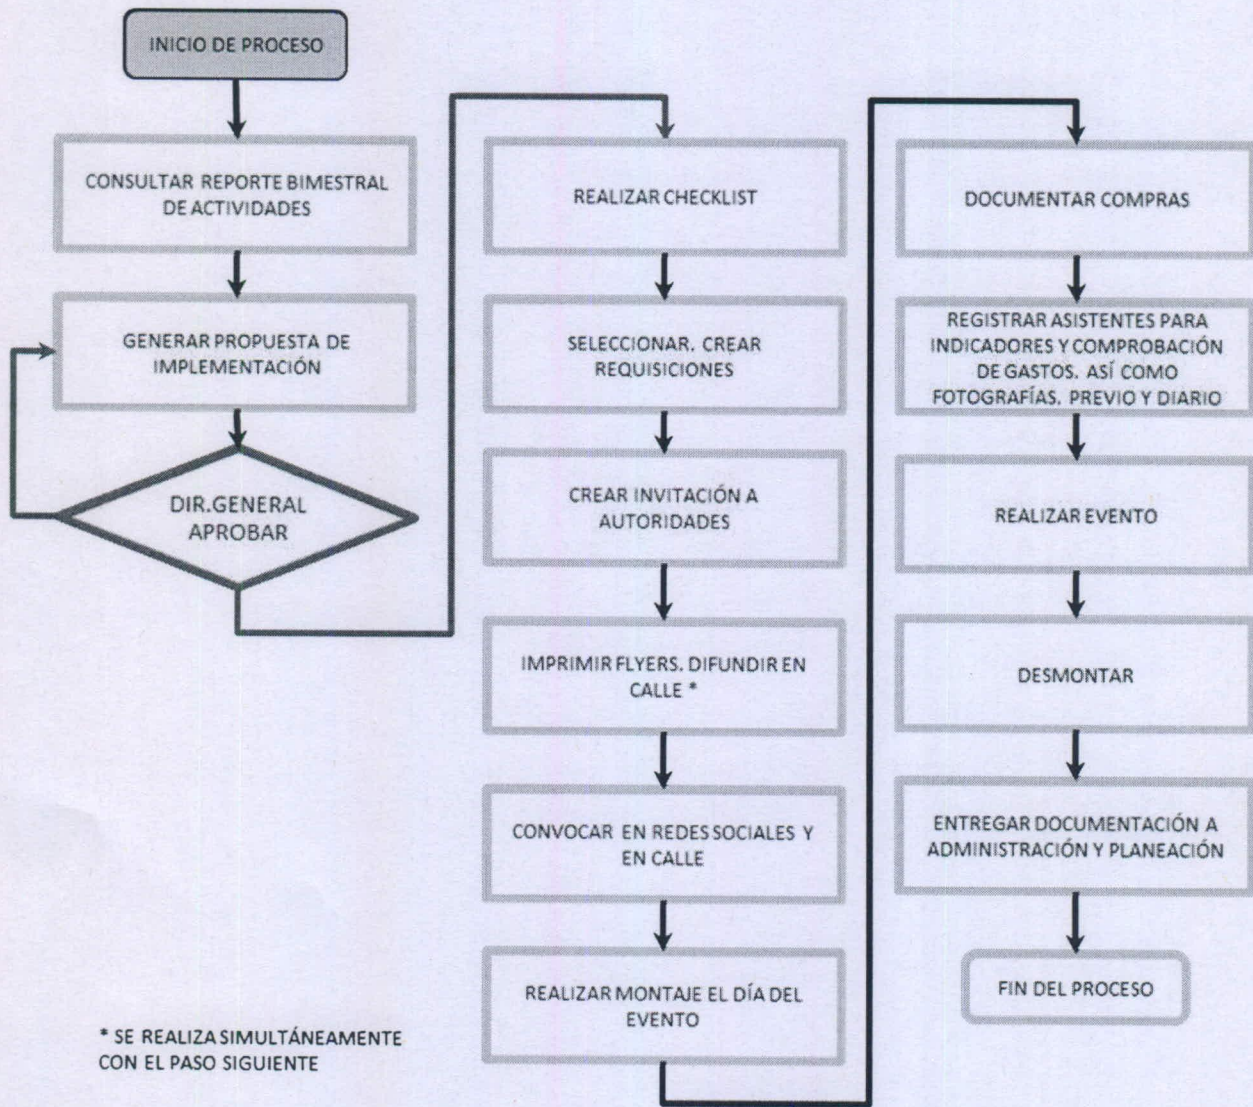 INICIO DE PROCESO
CONSULTAR REPORTE BIMESTRAL
DE ACTIVIDADES
GENERAR PROPUESTA DE
IMPLEMENTACIÓN
DIR.GENERAL
APROBAR
* SE REALIZA SIMULTÁNEAMENTE
CON EL PASO SIGUIENTE
REALIZAR CHECKLIST
SELECCIONAR. CREAR
REQUISICIONES
CREAR INVITACIÓN A
AUTORIDADES
IMPRIMIR FLYERS. DIFUNDIR EN
CALLE *
CONVOCAR EN REDES SOCIALES Y
EN CALLE
REALIZAR MONTAJE EL DÍA DEL
EVENTO
DOCUMENTAR COMPRAS
REGISTRAR ASISTENTES PARA
INDICADORES Y COMPROBACIÓN
DE GASTOS. ASÍ COMO
FOTOGRAFÍAS. PREVIO Y DIARIO
REALIZAR EVENTO
DESMONTAR
ENTREGAR DOCUMENTACIÓN A
ADMINISTRACIÓN Y PLANEACIÓN
FIN DEL PROCESO